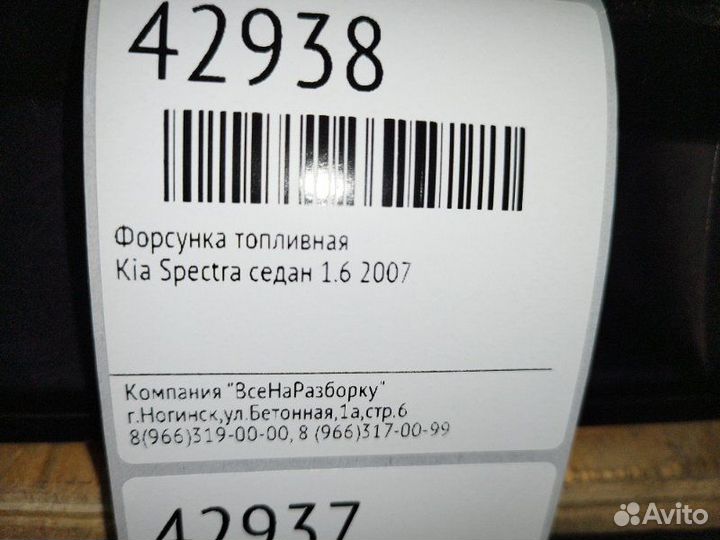 42938
Форсунка топливная
Kia Spectra седан 1.6 2007
Компания "ВсеНаРазборку"
г.Ногинск,ул.Бетонная,1а,стр.6
8(966)319-00-00, 8 (966)317-00-99
42937
Avito